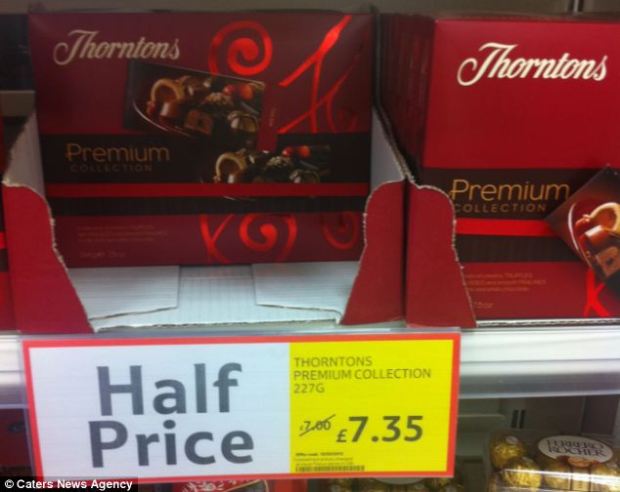 Thorntons
Premium
COLLECTION
Thorntons
Premium
COLLECTION
Half
Price
THORNTONS
PREMIUM COLLECTION
227G
£7.00
£7.35
FERRERO
ROCHER
© Caters News Agency